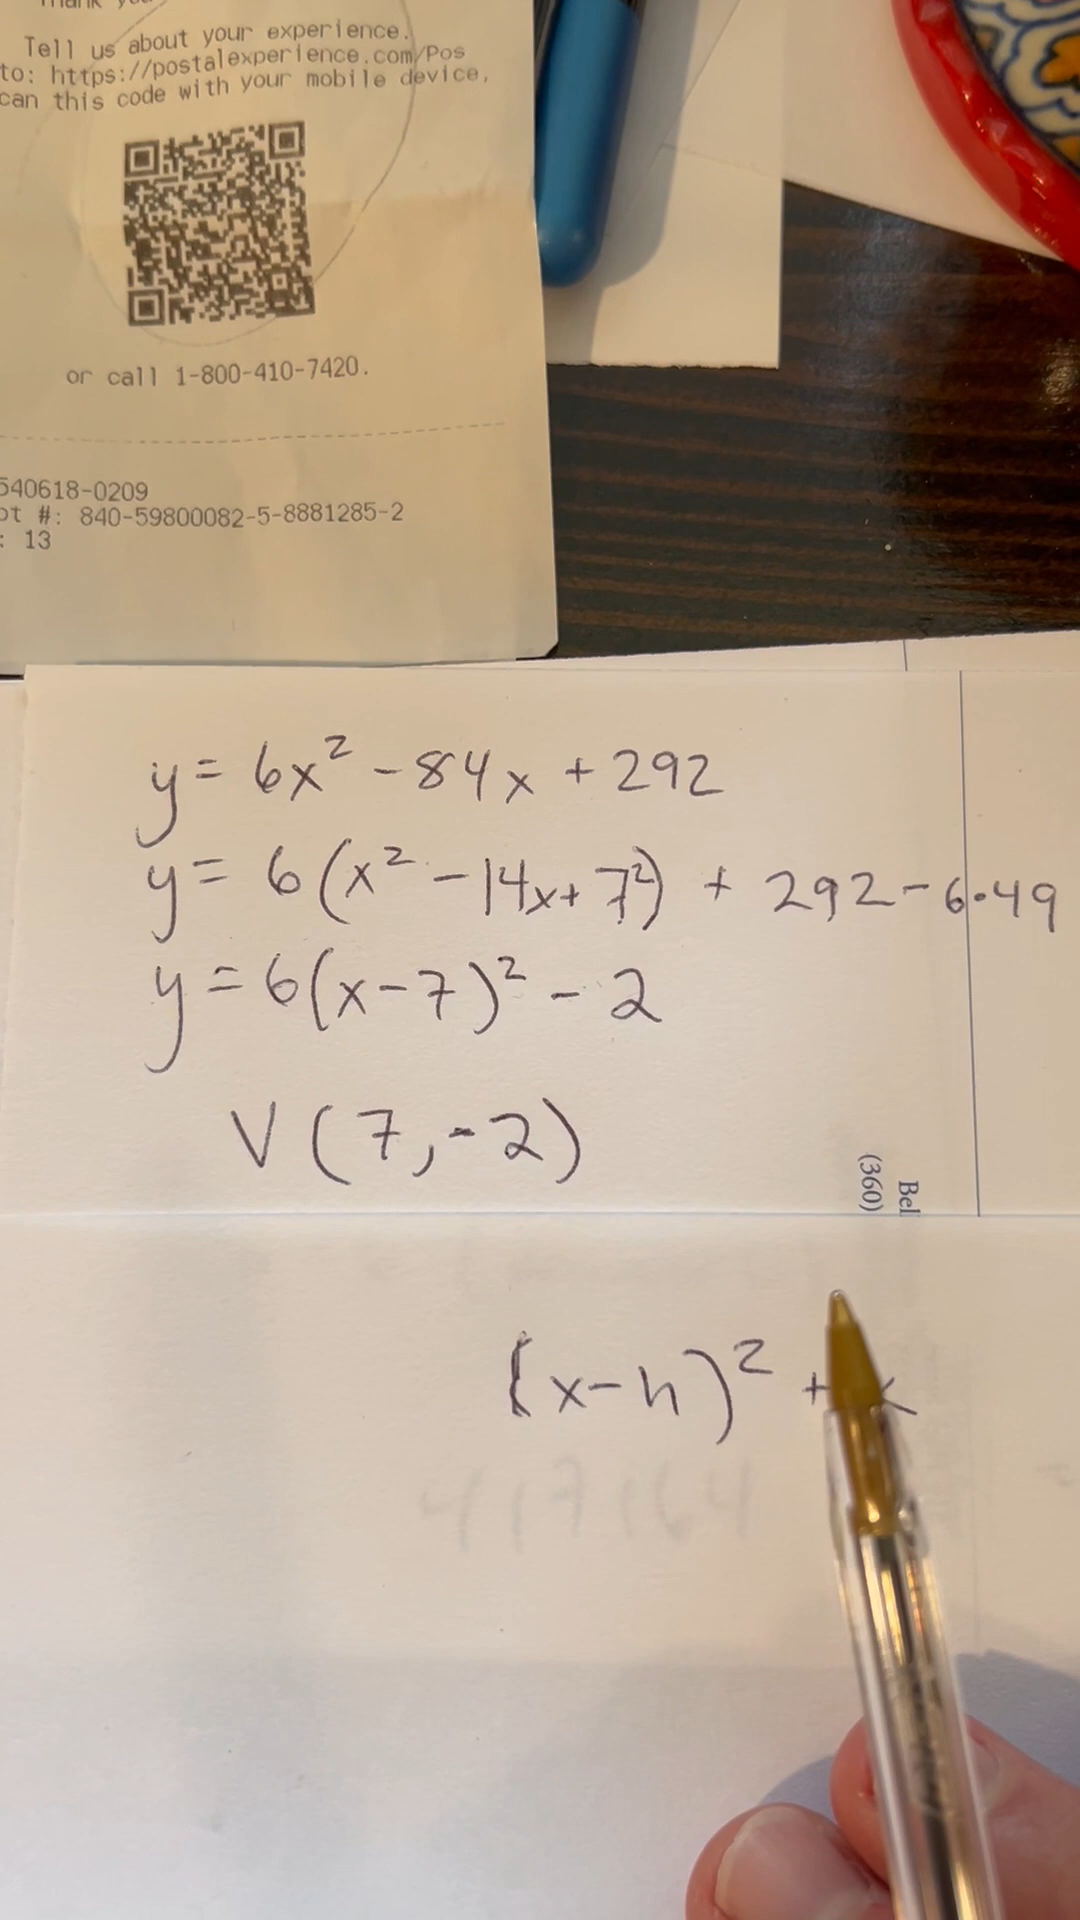 Tell us about your experience.
to: https://postalexperience.com/Pos
can this code with your mobile device,
or call 1-800-410-7420.
540618-0209
ot #: 840-59800082-5-8881285-2
: 13
y = 6x² - 84x + 292
y = 6(x² - 14x + 7²) + 292 - 6·49
y = 6(x - 7)² - 2
V(7, -2)
Bel
(360)
(x - h)² +
417164